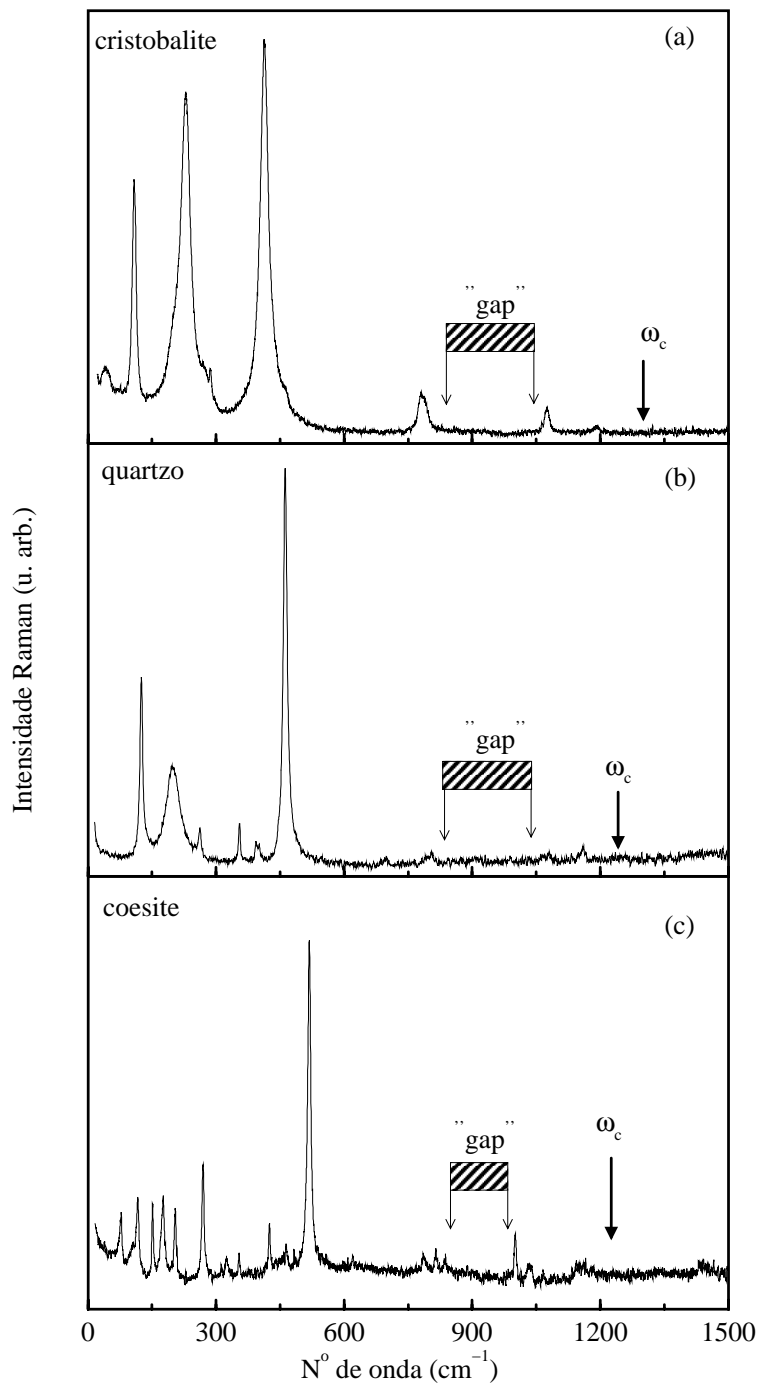 cristobalite
(a)
"gap"
ωc
quartzo
(b)
"gap"
ωc
coesite
(c)
"gap"
ωc
Intensidade Raman (u. arb.)
0 300 600 900 1200 1500
Nº de onda (cm⁻¹)